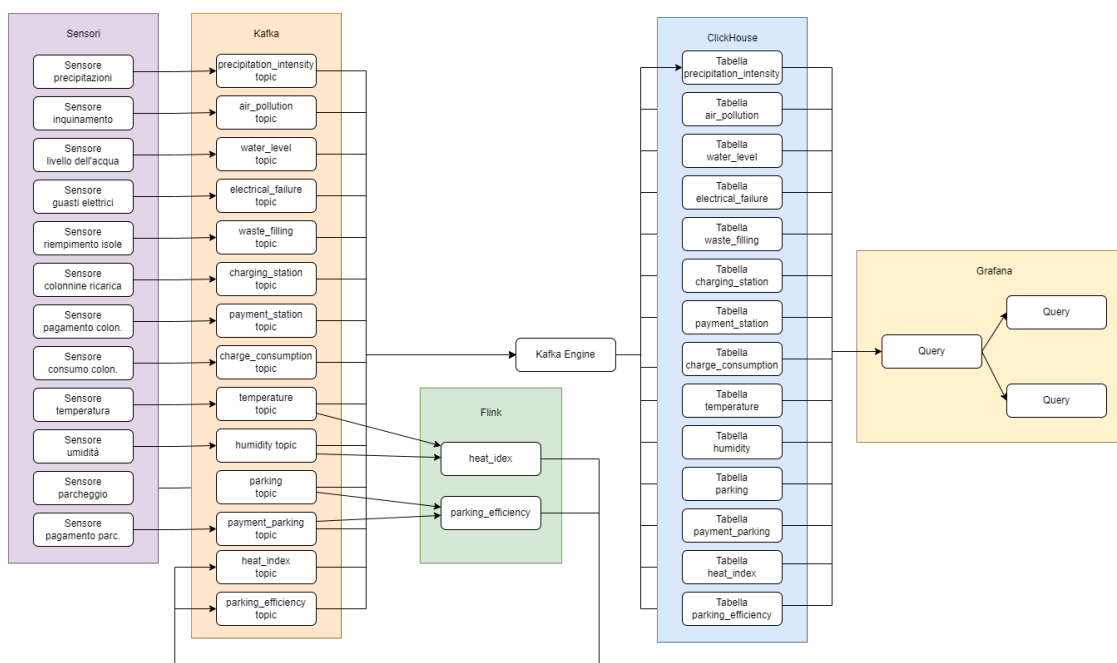 Sensori
Sensore
precipitazioni
Sensore
inquinamento
Sensore
livello dell'acqua
Sensore
guasti elettrici
Sensore
riempimento isole
Sensore
colonnine ricarica
Sensore
pagamento colon.
Sensore
consumo colon.
Sensore
temperatura
Sensore
umidità
Sensore
parcheggio
Sensore
pagamento parc.
Kafka
precipitation_intensity
topic
air_pollution
topic
water_level
topic
electrical_failure
topic
waste_filling
topic
charging_station
topic
payment_station
topic
charge_consumption
topic
temperature
topic
humidity topic
parking
topic
payment_parking
topic
heat_index
topic
parking_efficiency
topic
Flink
heat_idex
parking_efficiency
Kafka Engine
ClickHouse
Tabella
precipitation_intensity
Tabella
air_pollution
Tabella
water_level
Tabella
electrical_failure
Tabella
waste_filling
Tabella
charging_station
Tabella
payment_station
Tabella
charge_consumption
Tabella
temperature
Tabella
humidity
Tabella
parking
Tabella
payment_parking
Tabella
heat_index
Tabella
parking_efficiency
Grafana
Query
Query
Query